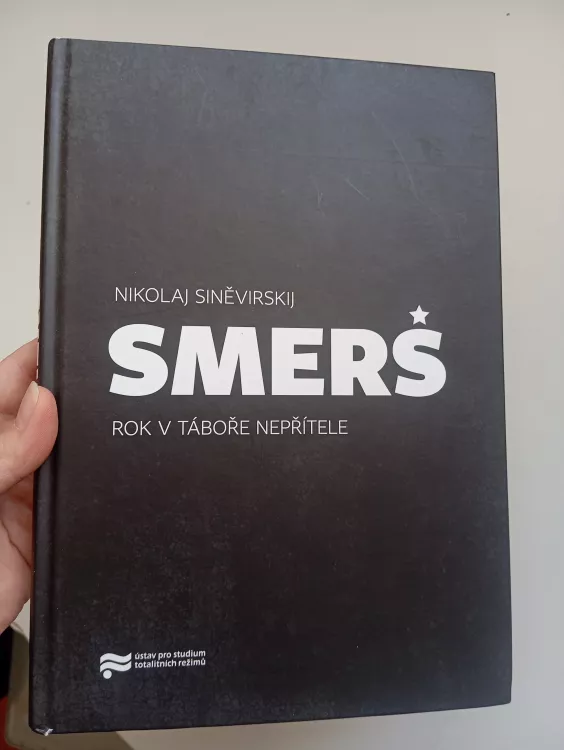 NIKOLAJ SINĚVIRSKIJ
SMERŠ
ROK V TÁBOŘE NEPŘÍTELE
ústav pro studium
totalitních režimů